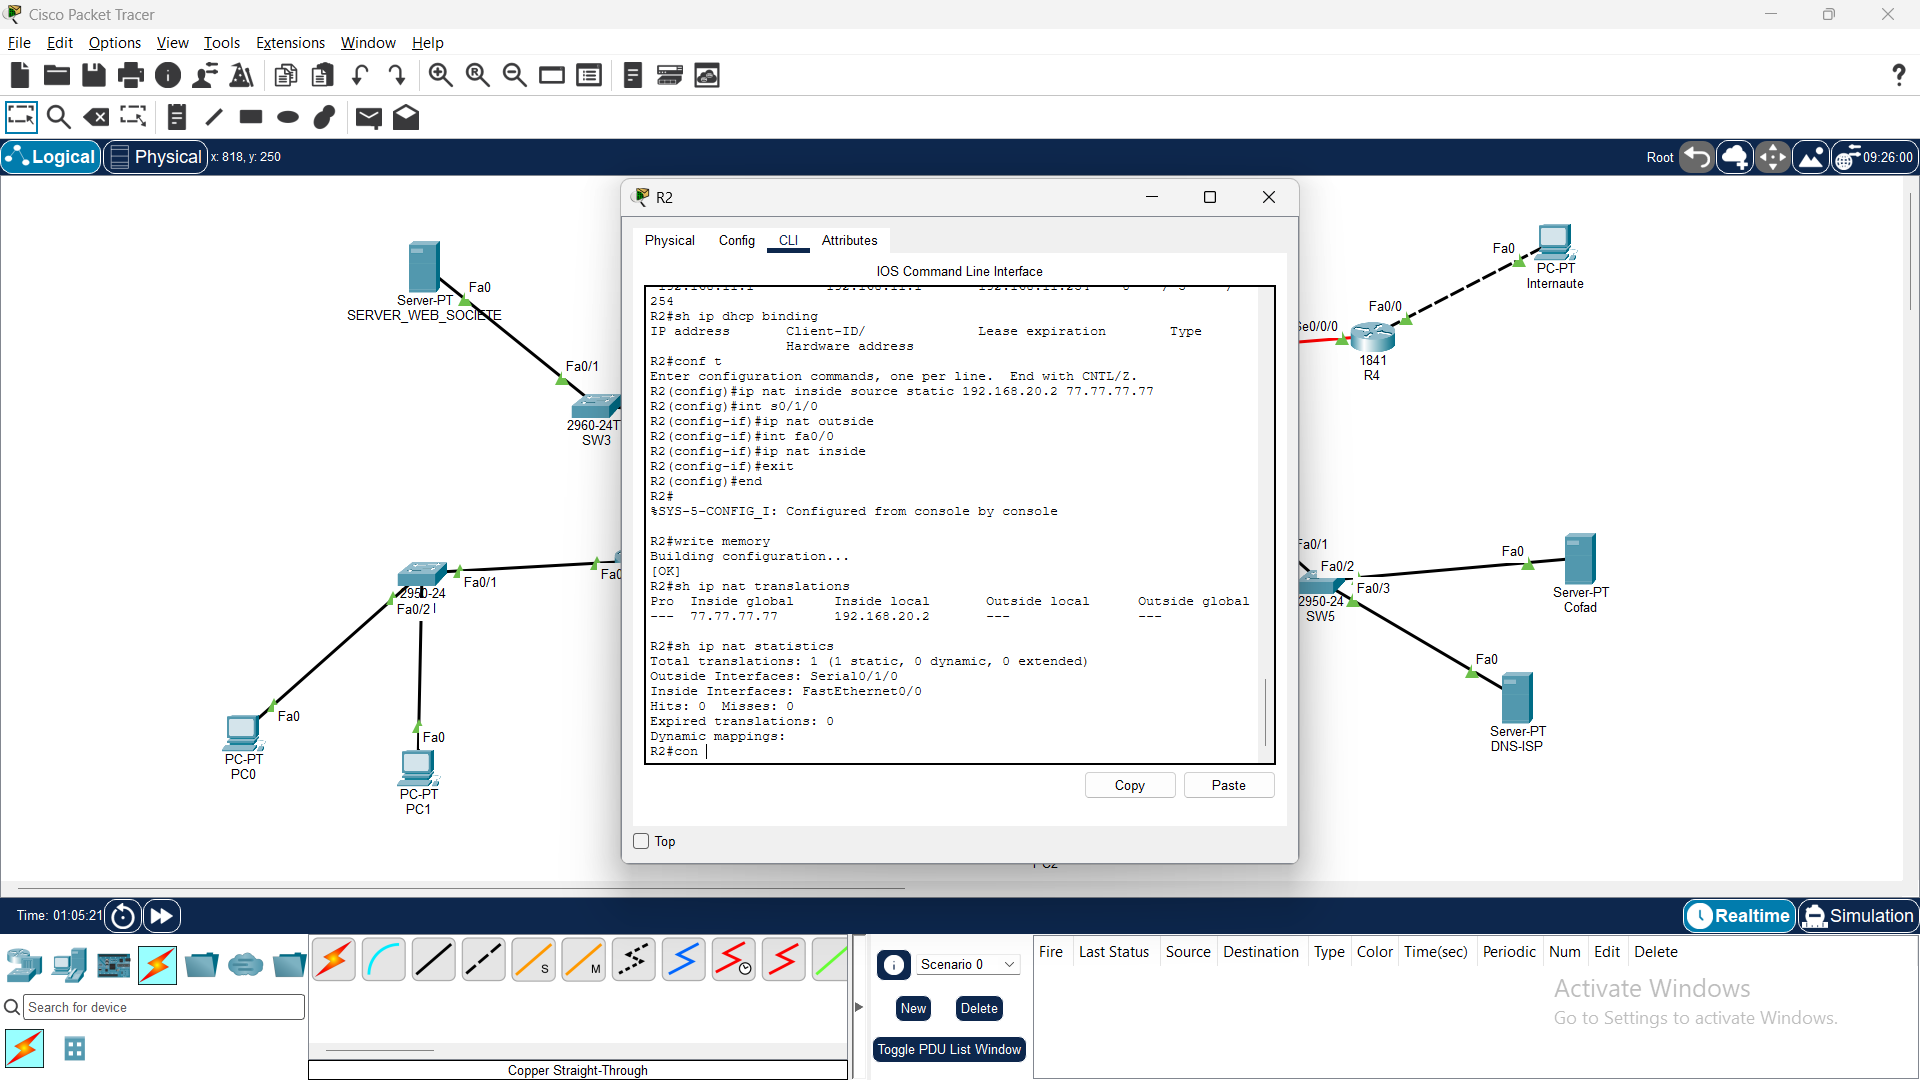 Cisco Packet Tracer
File Edit Options View Tools Extensions Window Help
Logical Physical x: 818, y: 250 Root 09:26:00
R2
Physical Config CLI Attributes
IOS Command Line Interface
254
R2#sh ip dhcp binding
IP address Client-ID/ Lease expiration Type
Hardware address
R2#conf t
Enter configuration commands, one per line. End with CNTL/Z.
R2(config)#ip nat inside source static 192.168.20.2 77.77.77.77
R2(config)#int s0/1/0
R2(config-if)#ip nat outside
R2(config-if)#int fa0/0
R2(config-if)#ip nat inside
R2(config-if)#exit
R2(config)#end
R2#
%SYS-5-CONFIG_I: Configured from console by console
R2#write memory
Building configuration...
[OK]
R2#sh ip nat translations
Pro Inside global Inside local Outside local Outside global
--- 77.77.77.77 192.168.20.2 --- ---
R2#sh ip nat statistics
Total translations: 1 (1 static, 0 dynamic, 0 extended)
Outside Interfaces: Serial0/1/0
Inside Interfaces: FastEthernet0/0
Hits: 0 Misses: 0
Expired translations: 0
Dynamic mappings:
R2#con
Copy Paste
Top
Fa0
Server-PT
SERVER_WEB_SOCIETE
Fa0/1
2960-24T
SW3
Fa0/1
2950-24
Fa0/2
Fa0
PC-PT
PC0
Fa0
PC-PT
PC1
Fa0
PC-PT
Internaute
Fa0/0
Se0/0/0
1841
R4
Fa0/1
Fa0/2
Fa0/3
2950-24
SW5
Fa0
Server-PT
Cofad
Fa0
Server-PT
DNS-ISP
Time: 01:05:21 Realtime Simulation
Search for device
S
M
Copper Straight-Through
Scenario 0
New Delete
Toggle PDU List Window
Fire Last Status Source Destination Type Color Time(sec) Periodic Num Edit Delete
Activate Windows
Go to Settings to activate Windows.